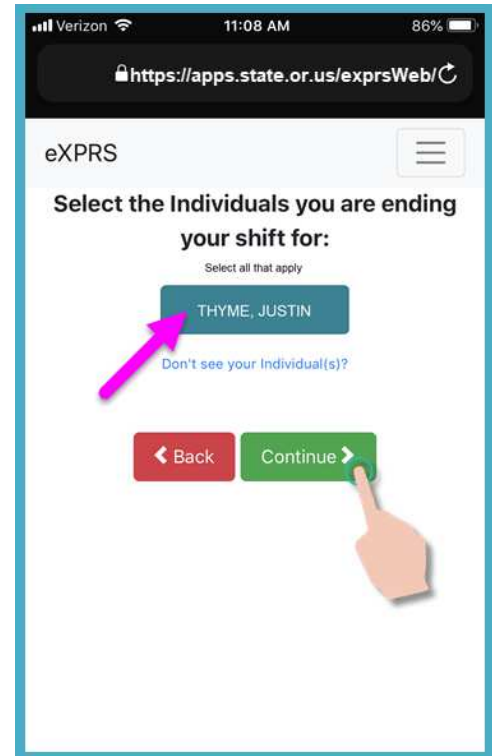 Verizon 11:08 AM 86%
https://apps.state.or.us/exprsWeb/
eXPRS
Select the Individuals you are ending
your shift for:
Select all that apply
THYME, JUSTIN
Don't see your Individual(s)?
Back Continue